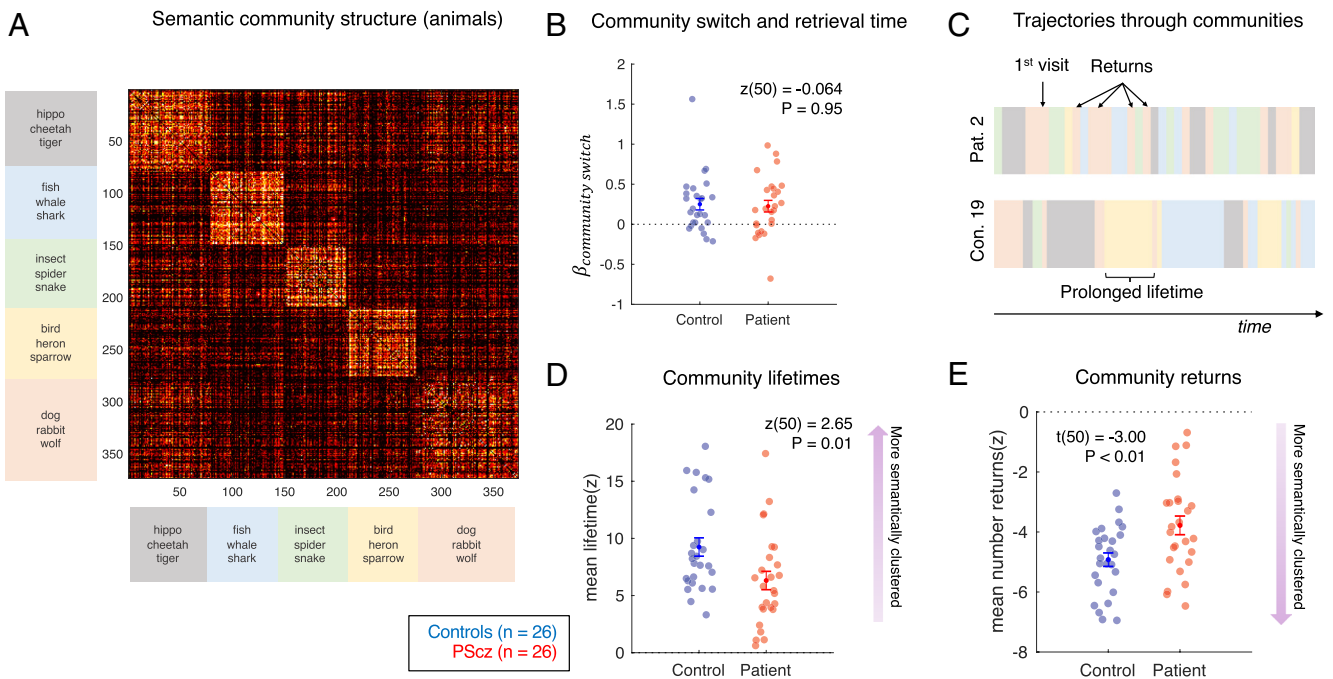 A
Semantic community structure (animals)
hippo
cheetah
tiger
fish
whale
shark
insect
spider
snake
bird
heron
sparrow
dog
rabbit
wolf
50
100
150
200
250
300
350
50 100 150 200 250 300 350
hippo
cheetah
tiger
fish
whale
shark
insect
spider
snake
bird
heron
sparrow
dog
rabbit
wolf
Controls (n = 26)
PScz (n = 26)
B
Community switch and retrieval time
z(50) = -0.064
P = 0.95
β community switch
2
1.5
1
0.5
0
-0.5
-1
Control Patient
C
Trajectories through communities
1st visit
Returns
Pat. 2
Con. 19
Prolonged lifetime
time
D
Community lifetimes
z(50) = 2.65
P = 0.01
mean lifetime(z)
20
15
10
5
0
Control Patient
More semantically clustered
E
Community returns
t(50) = -3.00
P < 0.01
mean number returns(z)
0
-2
-4
-6
-8
Control Patient
More semantically clustered